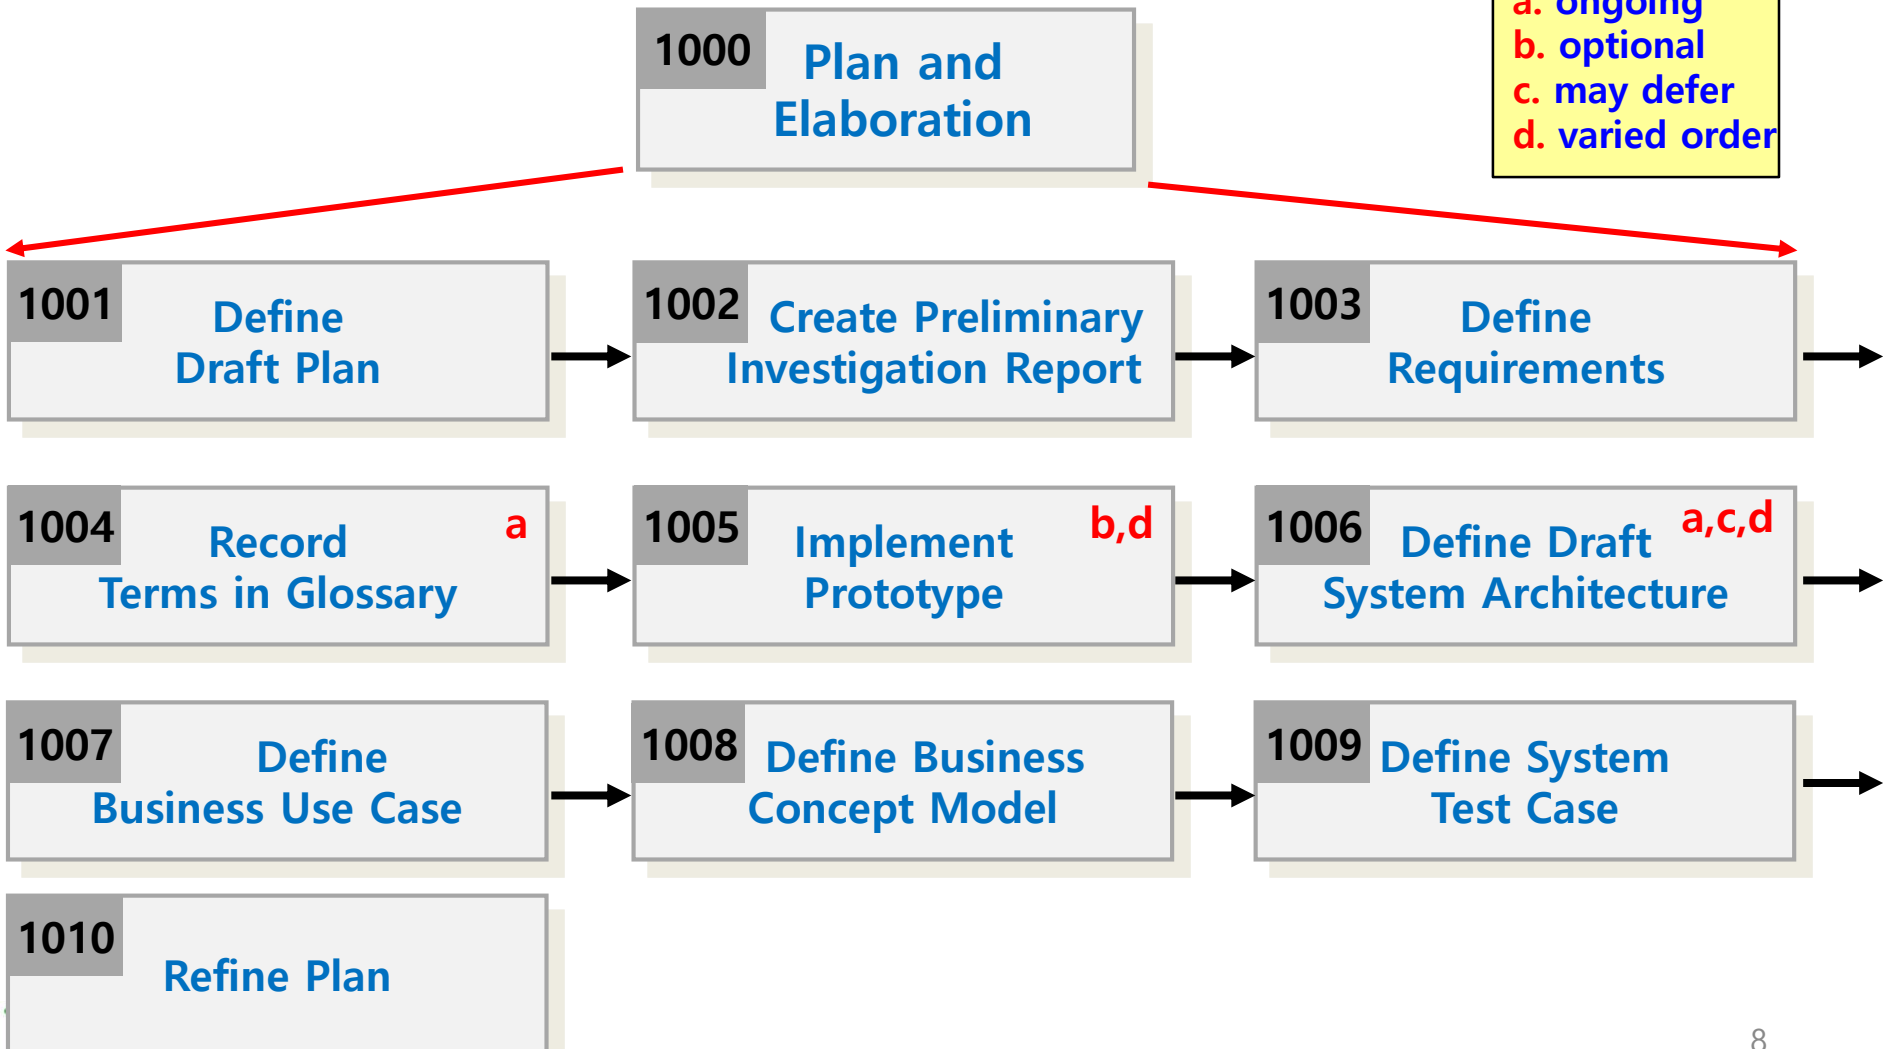 1000
Plan and
Elaboration
a. ongoing
b. optional
c. may defer
d. varied order
1001
Define
Draft Plan
1002
Create Preliminary
Investigation Report
1003
Define
Requirements
1004
Record
Terms in Glossary
a
1005
Implement
Prototype
b,d
1006
Define Draft
System Architecture
a,c,d
1007
Define
Business Use Case
1008
Define Business
Concept Model
1009
Define System
Test Case
1010
Refine Plan
8